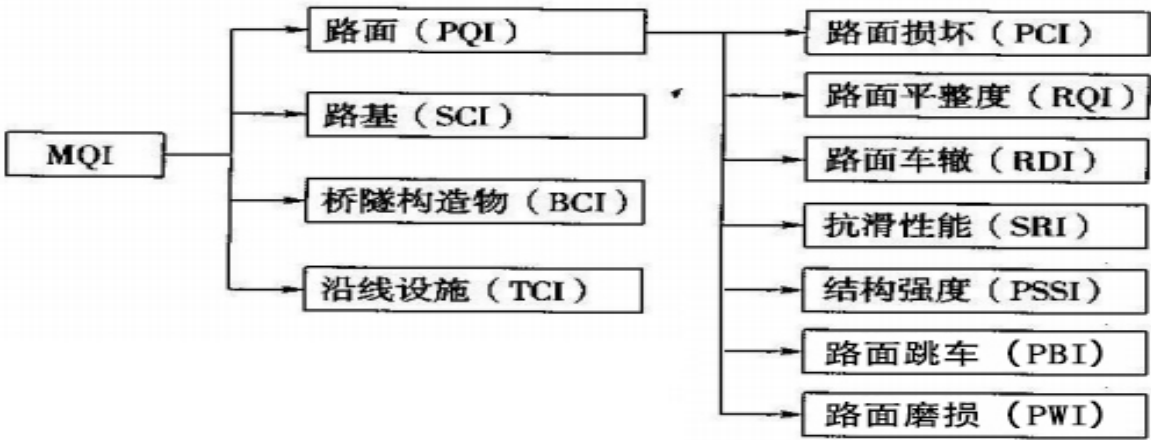 MQI
路面（PQI）
路基（SCI）
桥隧构造物（BCI）
沿线设施（TCI）
路面损坏（PCI）
路面平整度（RQI）
路面车辙（RDI）
抗滑性能（SRI）
结构强度（PSSI）
路面跳车（PBI）
路面磨损（PWI）